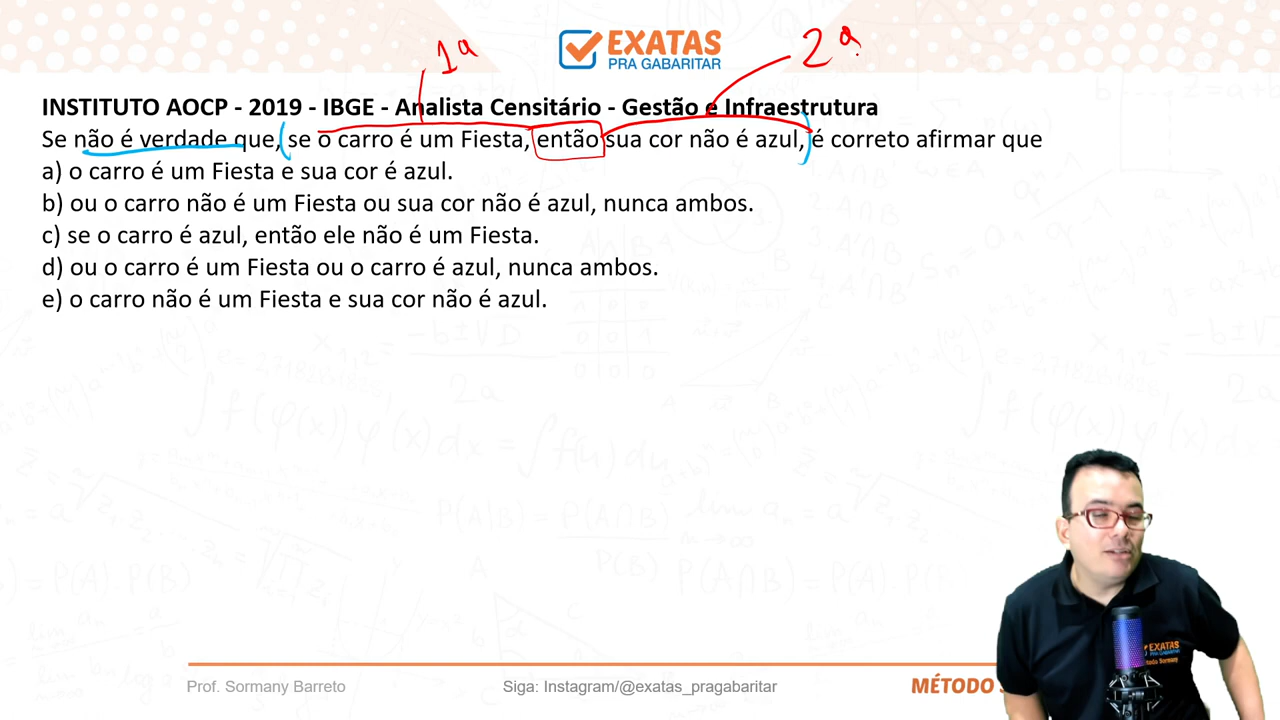 EXATAS
PRA GABARITAR
1ª
2ª
INSTITUTO AOCP - 2019 - IBGE - Analista Censitário - Gestão e Infraestrutura
Se não é verdade que, se o carro é um Fiesta, então sua cor não é azul, é correto afirmar que
a) o carro é um Fiesta e sua cor é azul.
b) ou o carro não é um Fiesta ou sua cor não é azul, nunca ambos.
c) se o carro é azul, então ele não é um Fiesta.
d) ou o carro é um Fiesta ou o carro é azul, nunca ambos.
e) o carro não é um Fiesta e sua cor não é azul.
EXATAS
PRA GABARITAR
Sormany
Prof. Sormany Barreto
Siga: Instagram/@exatas_pragabaritar
MÉTODO